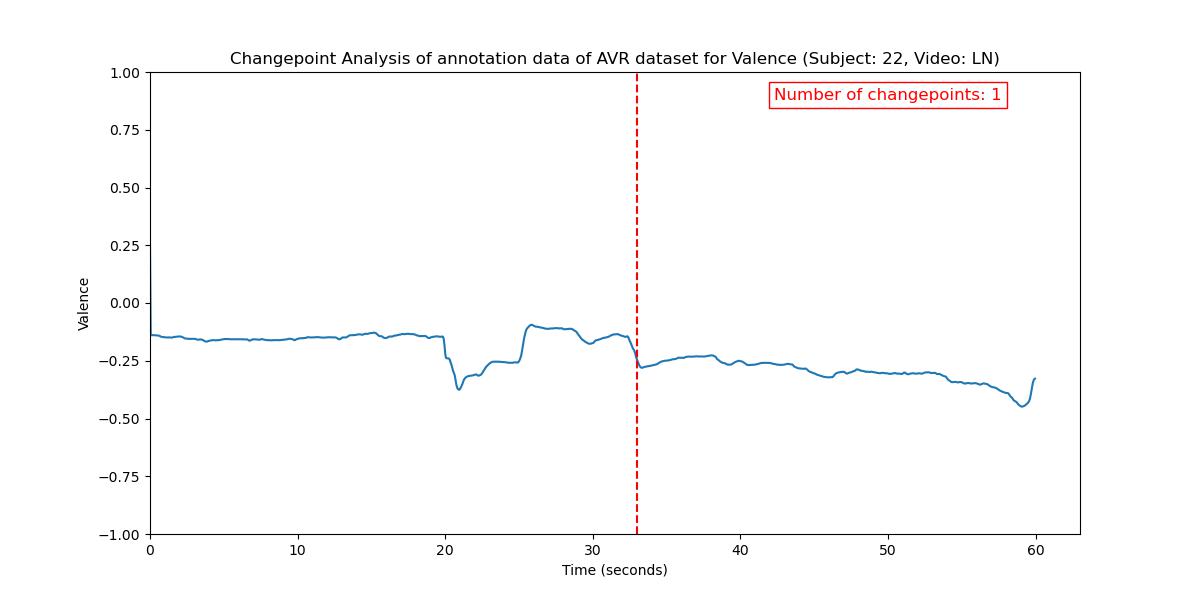 Changepoint Analysis of annotation data of AVR dataset for Valence (Subject: 22, Video: LN)
Number of changepoints: 1
1.00
0.75
0.50
0.25
0.00
−0.25
−0.50
−0.75
−1.00
Valence
0 10 20 30 40 50 60
Time (seconds)